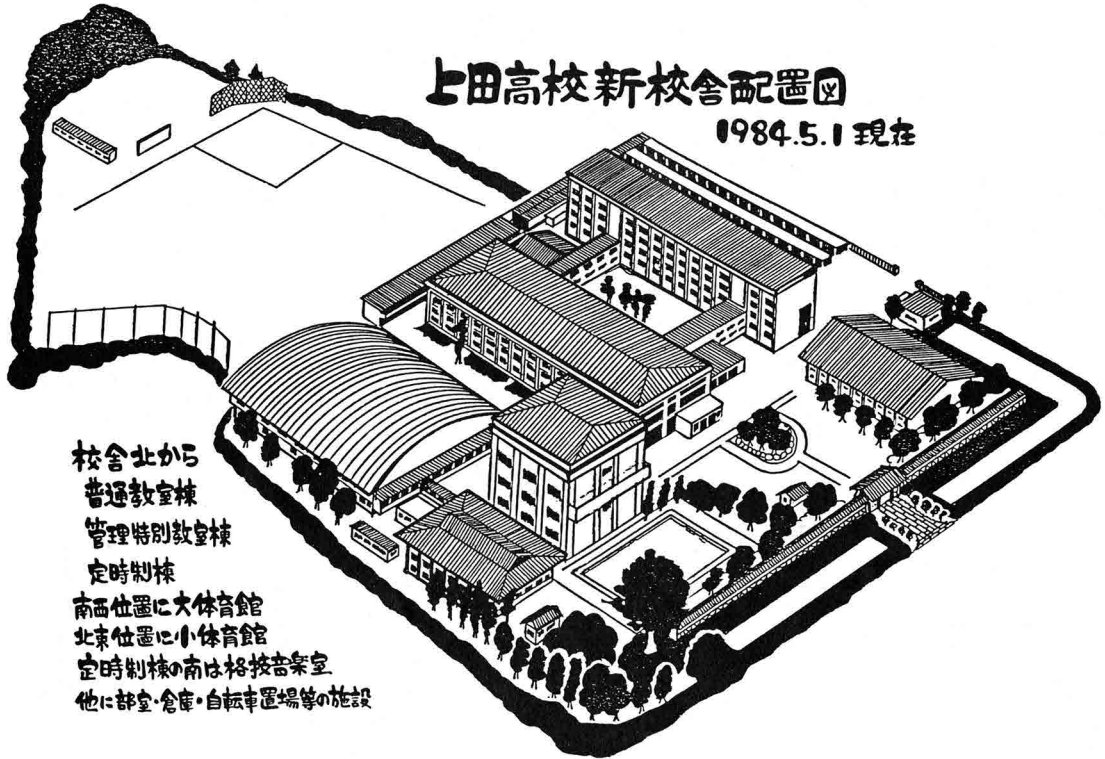 上田高校新校舎配置図
1984.5.1 現在
校舎北から
普通教室棟
管理特別教室棟
定時制棟
南西位置に大体育館
北東位置に小体育館
定時制棟の南は格技音楽室
他に部室・倉庫・自転車置場等の施設